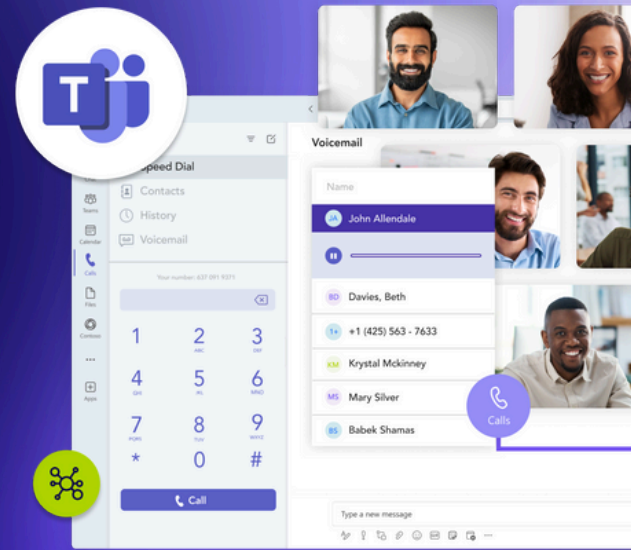 T
Voicemail
Speed Dial
Contacts
History
Voicemail
Teams
Calendar
Calls
Files
Contoso
Apps
Your number: 637 091 9371
1
2
ABC
3
DEF
4
GHI
5
JKL
6
MNO
7
PQRS
8
TUV
9
WXYZ
*
0
#
Call
Name
JA John Allendale
BD Davies, Beth
1+ +1 (425) 563 - 7633
KM Krystal Mckinney
MS Mary Silver
BS Babek Shamas
Calls
Type a new message